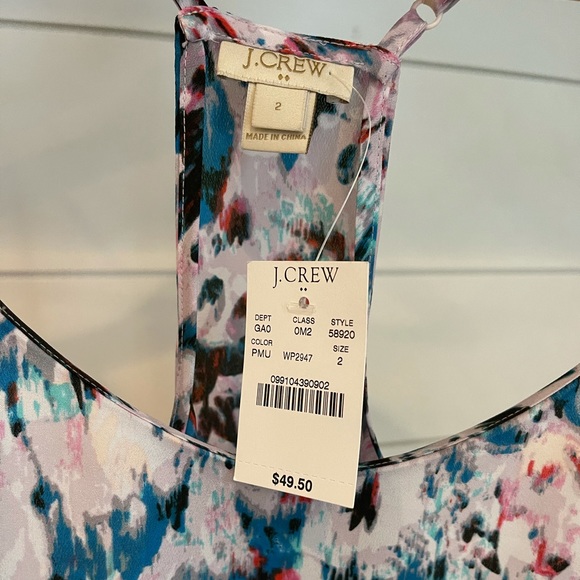 J.CREW
2
MADE IN CHINA
J.CREW
DEPT CLASS STYLE
GA0 0M2 58920
COLOR SIZE
PMU WP2947 2
099104390902
$49.50